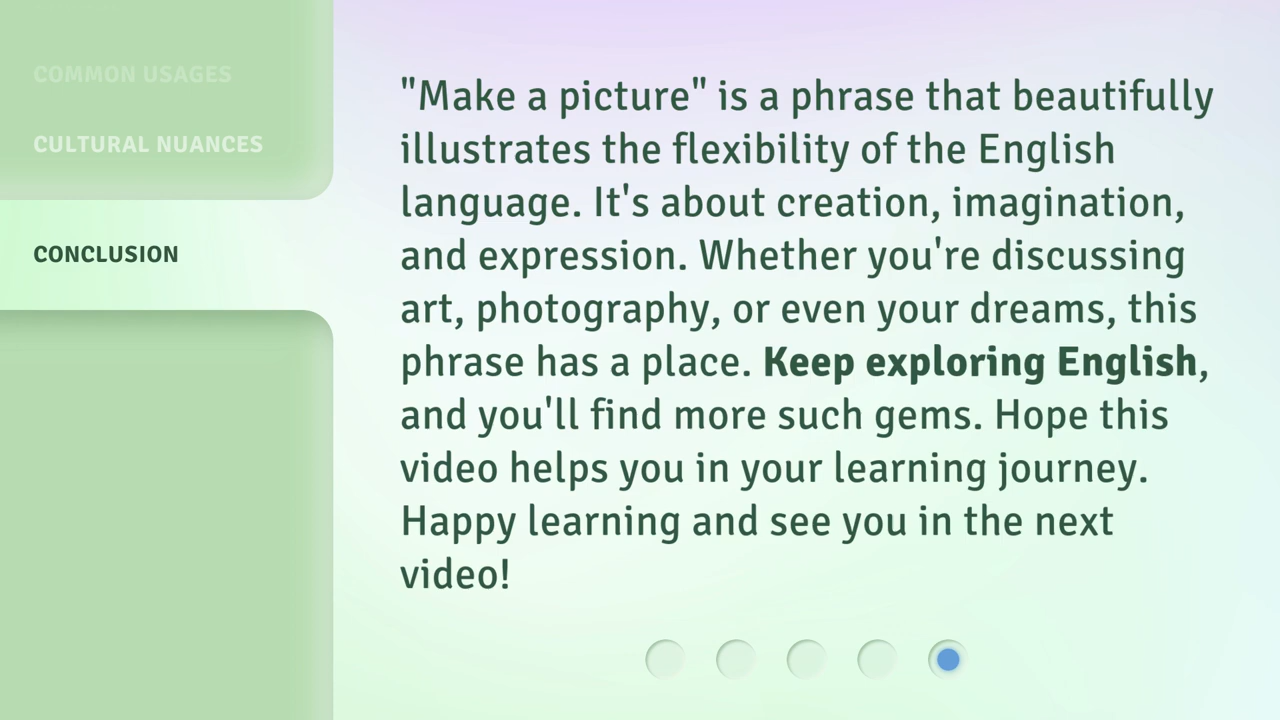 COMMON USAGES
CULTURAL NUANCES
CONCLUSION
"Make a picture" is a phrase that beautifully
illustrates the flexibility of the English
language. It's about creation, imagination,
and expression. Whether you're discussing
art, photography, or even your dreams, this
phrase has a place. Keep exploring English,
and you'll find more such gems. Hope this
video helps you in your learning journey.
Happy learning and see you in the next
video!